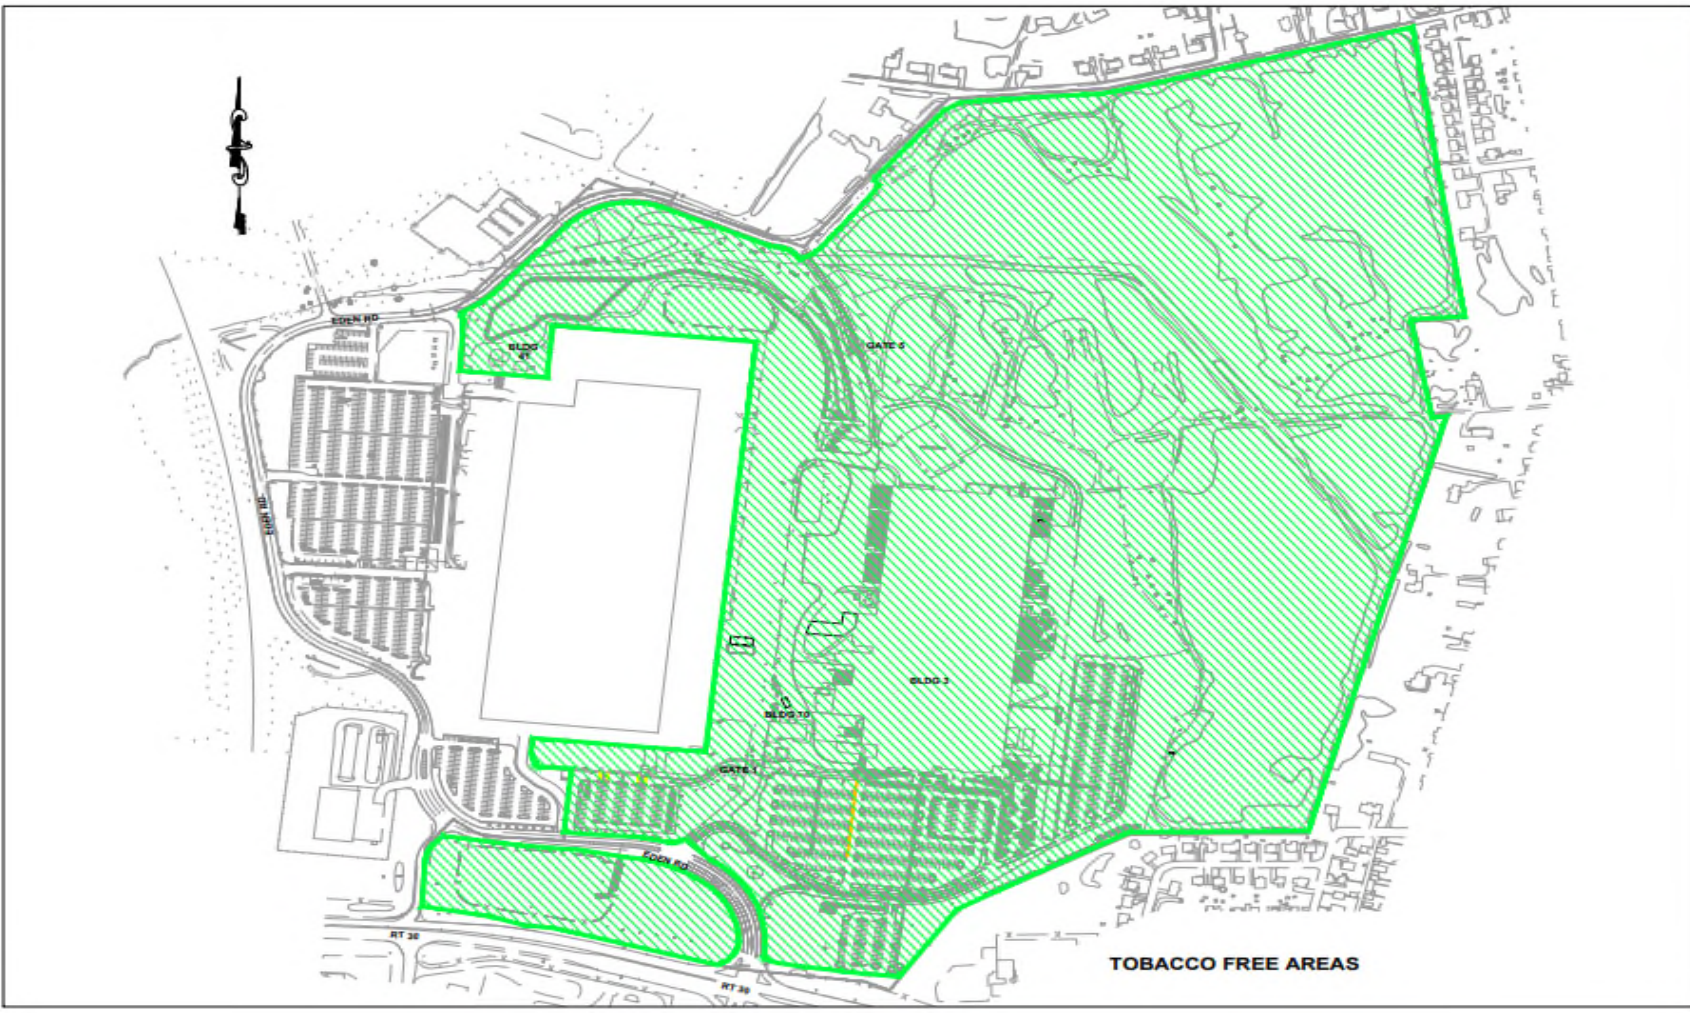 EDEN RD
BLDG
41
GATE 5
EDEN RD
BLDG 3
BLDG 10
GATE 1
EDEN RD
RT 30
RT 30
TOBACCO FREE AREAS